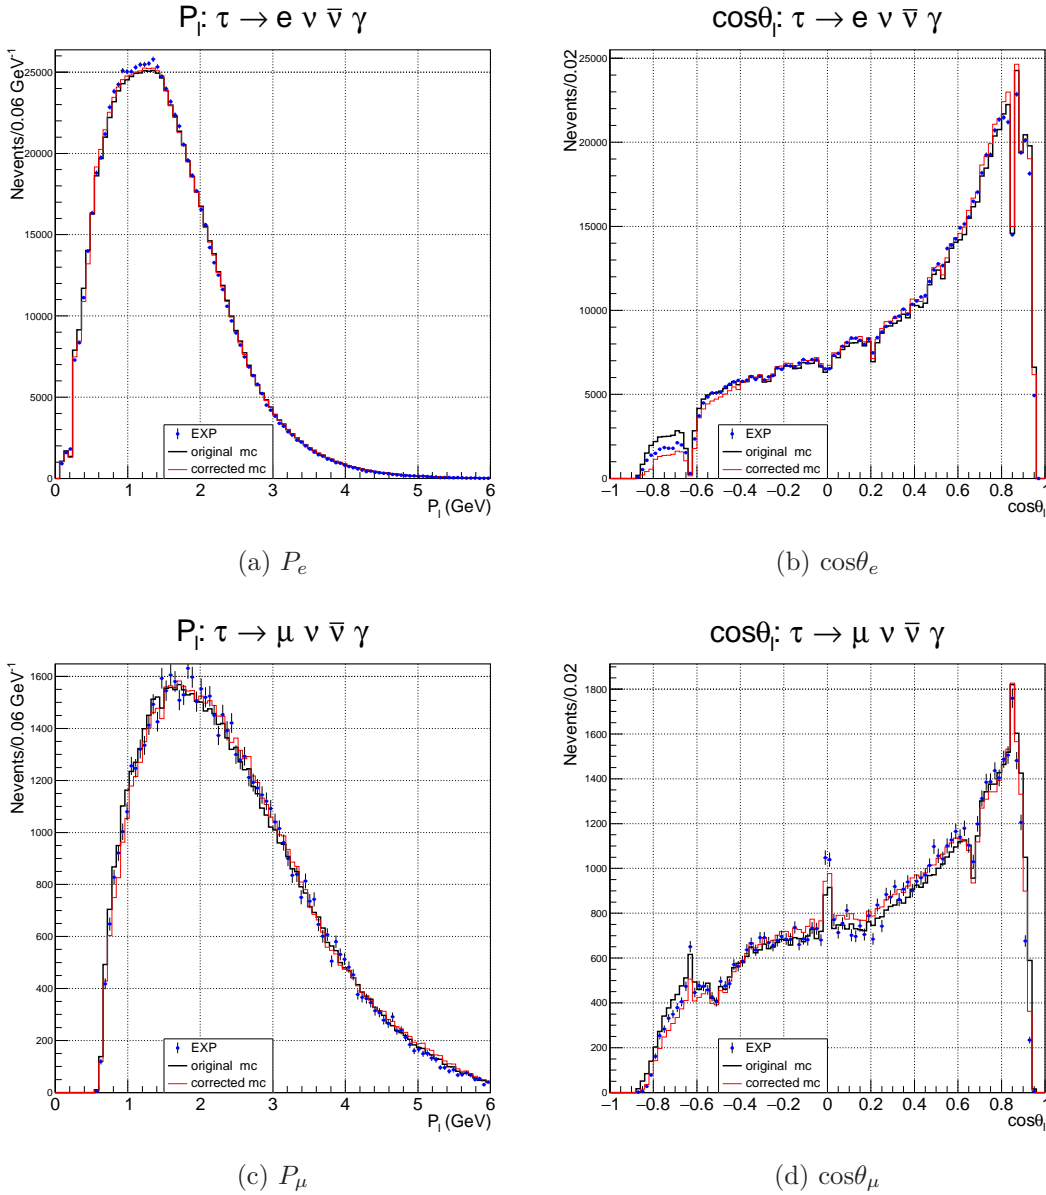 P_l: τ → e ν ν̅ γ
Nevents/0.06 GeV⁻¹
25000
20000
15000
10000
5000
0
EXP
original mc
corrected mc
0 1 2 3 4 5 6
P_l (GeV)
(a) P_e
cosθ_l: τ → e ν ν̅ γ
Nevents/0.02
25000
20000
15000
10000
5000
0
EXP
original mc
corrected mc
−1 −0.8 −0.6 −0.4 −0.2 0 0.2 0.4 0.6 0.8 1
cosθ_l
(b) cosθ_e
P_l: τ → μ ν ν̅ γ
Nevents/0.06 GeV⁻¹
1600
1400
1200
1000
800
600
400
200
0
EXP
original mc
corrected mc
0 1 2 3 4 5 6
P_l (GeV)
(c) P_μ
cosθ_l: τ → μ ν ν̅ γ
Nevents/0.02
1800
1600
1400
1200
1000
800
600
400
200
0
EXP
original mc
corrected mc
−1 −0.8 −0.6 −0.4 −0.2 0 0.2 0.4 0.6 0.8 1
cosθ_l
(d) cosθ_μ